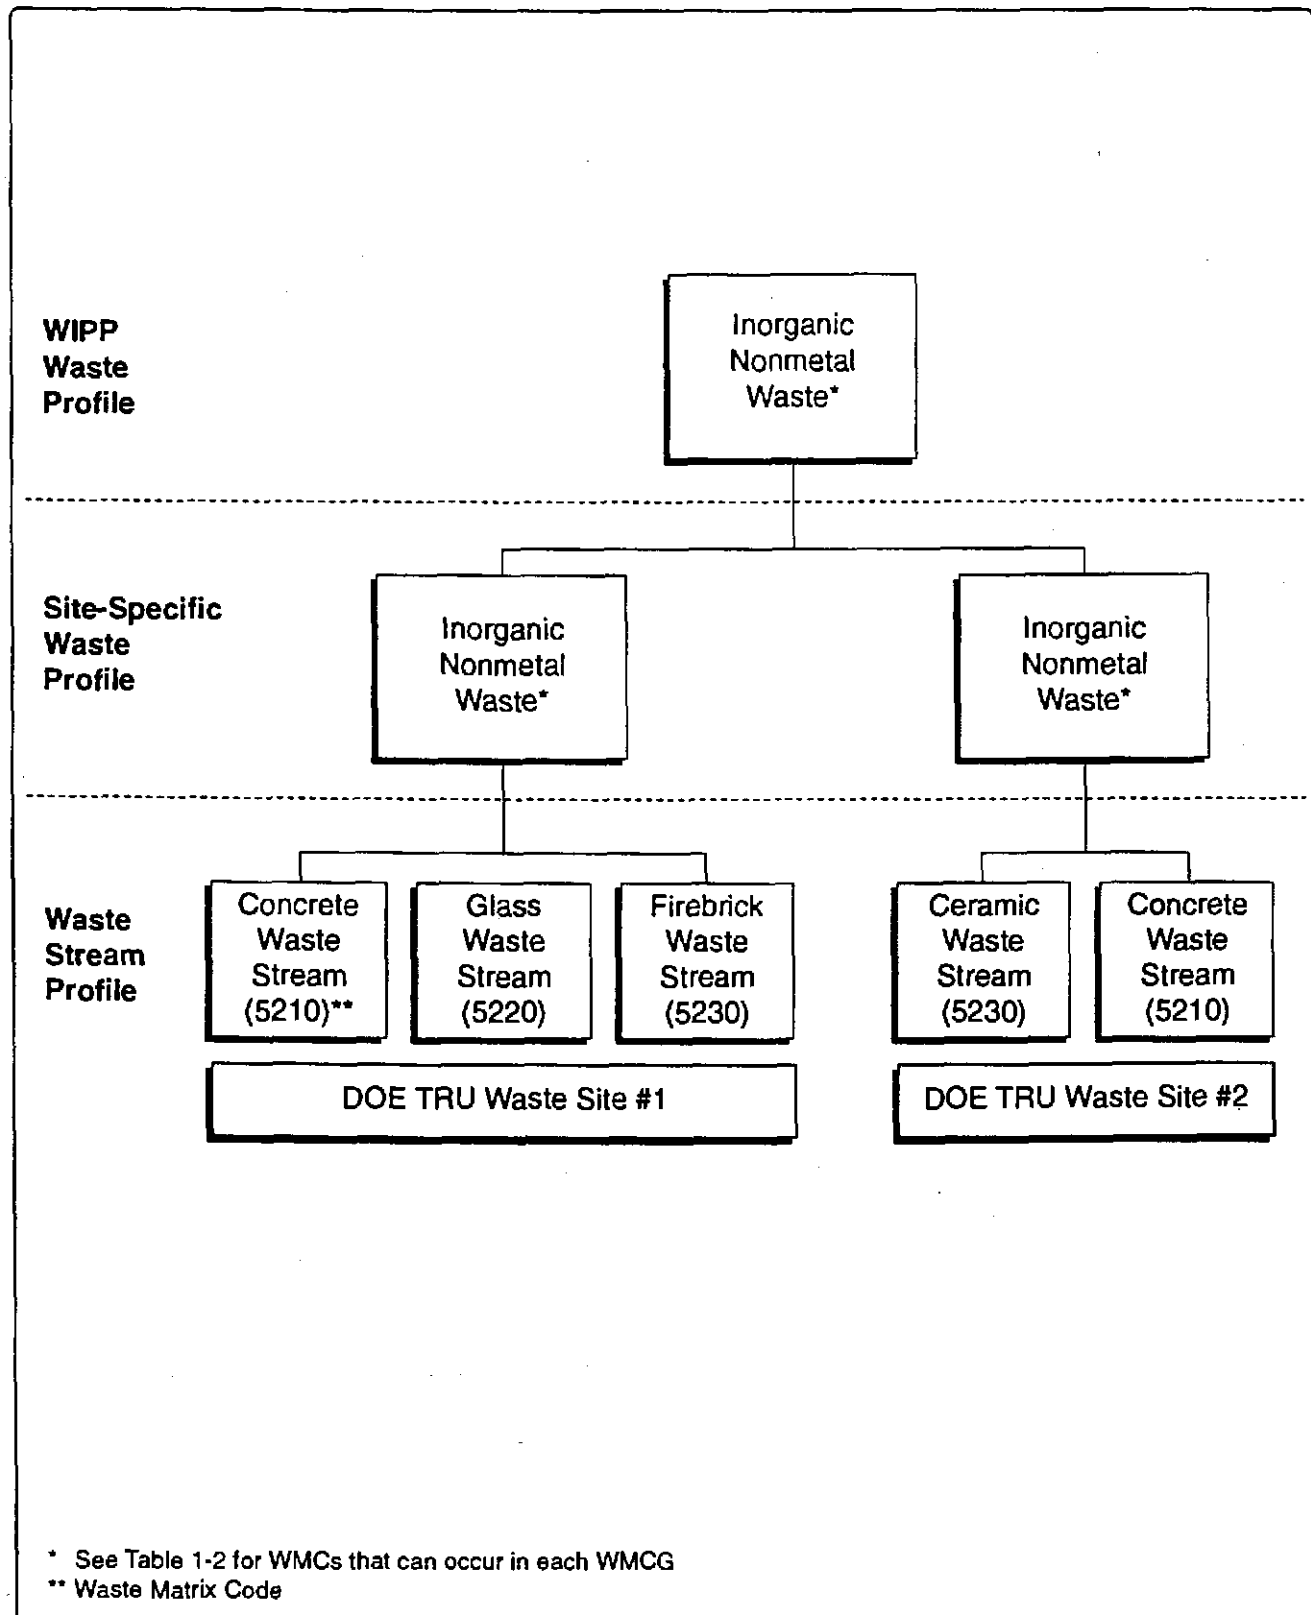 WIPP
Waste
Profile
Inorganic
Nonmetal
Waste*
Site-Specific
Waste
Profile
Inorganic
Nonmetal
Waste*
Inorganic
Nonmetal
Waste*
Waste
Stream
Profile
Concrete
Waste
Stream
(5210)**
Glass
Waste
Stream
(5220)
Firebrick
Waste
Stream
(5230)
Ceramic
Waste
Stream
(5230)
Concrete
Waste
Stream
(5210)
DOE TRU Waste Site #1
DOE TRU Waste Site #2
* See Table 1-2 for WMCs that can occur in each WMCG
** Waste Matrix Code